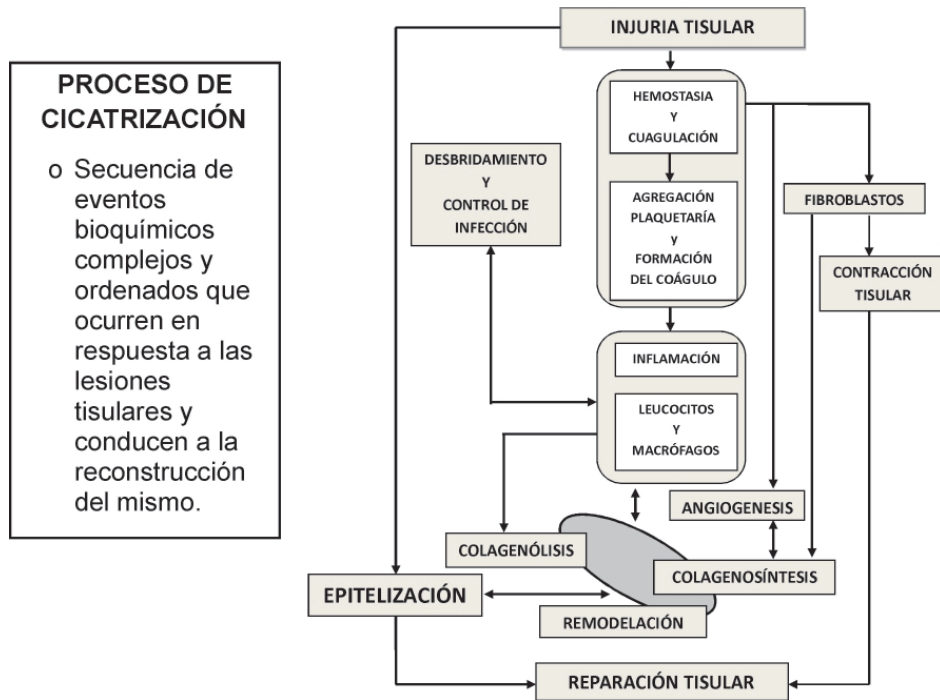 PROCESO DE
CICATRIZACIÓN
o Secuencia de
eventos
bioquímicos
complejos y
ordenados que
ocurren en
respuesta a las
lesiones
tisulares y
conducen a la
reconstrucción
del mismo.
INJURIA TISULAR
HEMOSTASIA
Y
CUAGULACIÓN
DESBRIDAMIENTO
Y
CONTROL DE
INFECCIÓN
AGREGACIÓN
PLAQUETARÍA
y
FORMACIÓN
DEL COÁGULO
FIBROBLASTOS
CONTRACCIÓN
TISULAR
INFLAMACIÓN
LEUCOCITOS
Y
MACRÓFAGOS
ANGIOGENESIS
COLAGENÓLISIS
COLAGENOSÍNTESIS
EPITELIZACIÓN
REMODELACIÓN
REPARACIÓN TISULAR